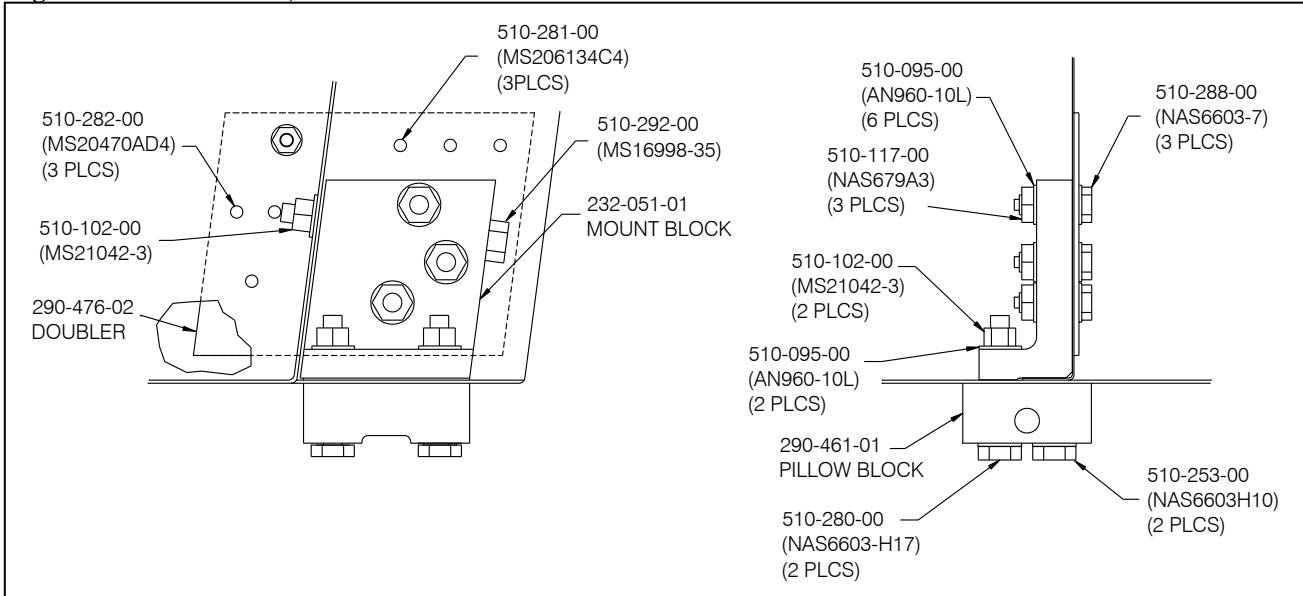 510-281-00
(MS206134C4)
(3PLCS)
510-282-00
(MS20470AD4)
(3 PLCS)
510-292-00
(MS16998-35)
510-102-00
(MS21042-3)
232-051-01
MOUNT BLOCK
290-476-02
DOUBLER
510-095-00
(AN960-10L)
(6 PLCS)
510-288-00
(NAS6603-7)
(3 PLCS)
510-117-00
(NAS679A3)
(3 PLCS)
510-102-00
(MS21042-3)
(2 PLCS)
510-095-00
(AN960-10L)
(2 PLCS)
290-461-01
PILLOW BLOCK
510-253-00
(NAS6603H10)
(2 PLCS)
510-280-00
(NAS6603-H17)
(2 PLCS)